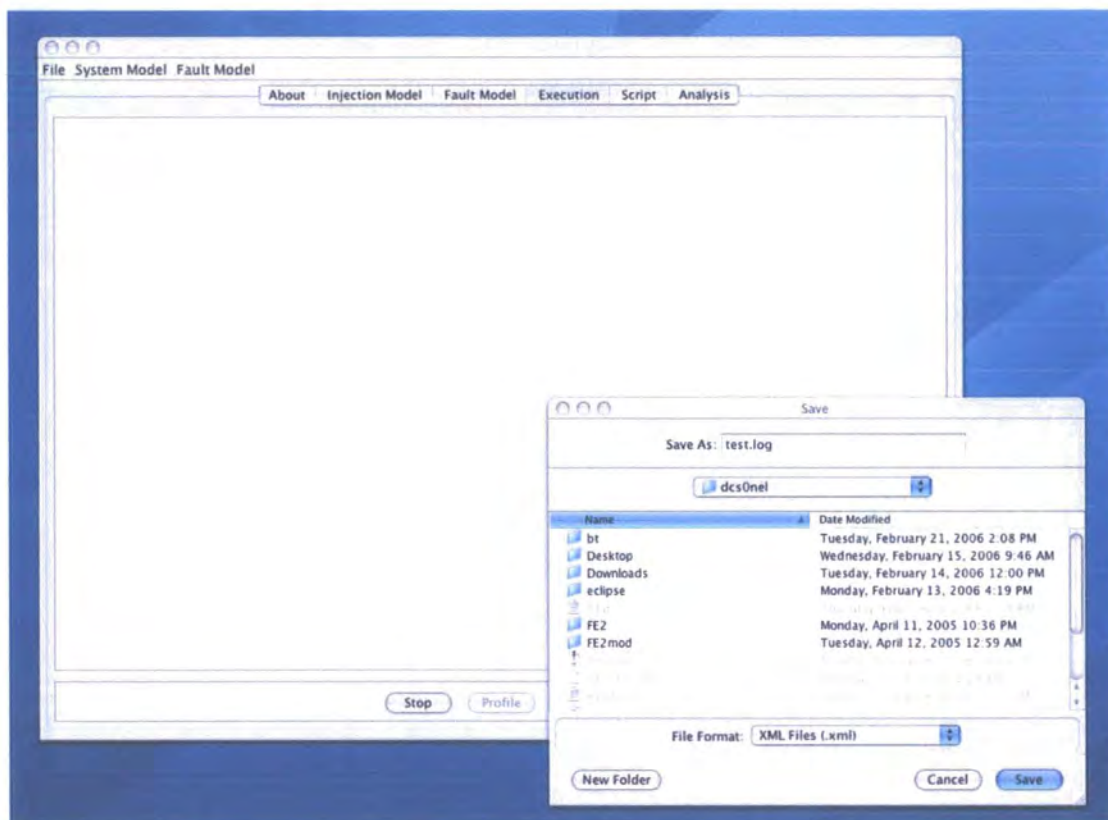 File System Model Fault Model
About Injection Model Fault Model Execution Script Analysis
Stop Profile
Save
Save As: test.log
dcs0nel
Name Date Modified
bt Tuesday, February 21, 2006 2:08 PM
Desktop Wednesday, February 15, 2006 9:46 AM
Downloads Tuesday, February 14, 2006 12:00 PM
eclipse Monday, February 13, 2006 4:19 PM
FE2 Monday, April 11, 2005 10:36 PM
FE2mod Tuesday, April 12, 2005 12:59 AM
File Format: XML Files (.xml)
New Folder Cancel Save